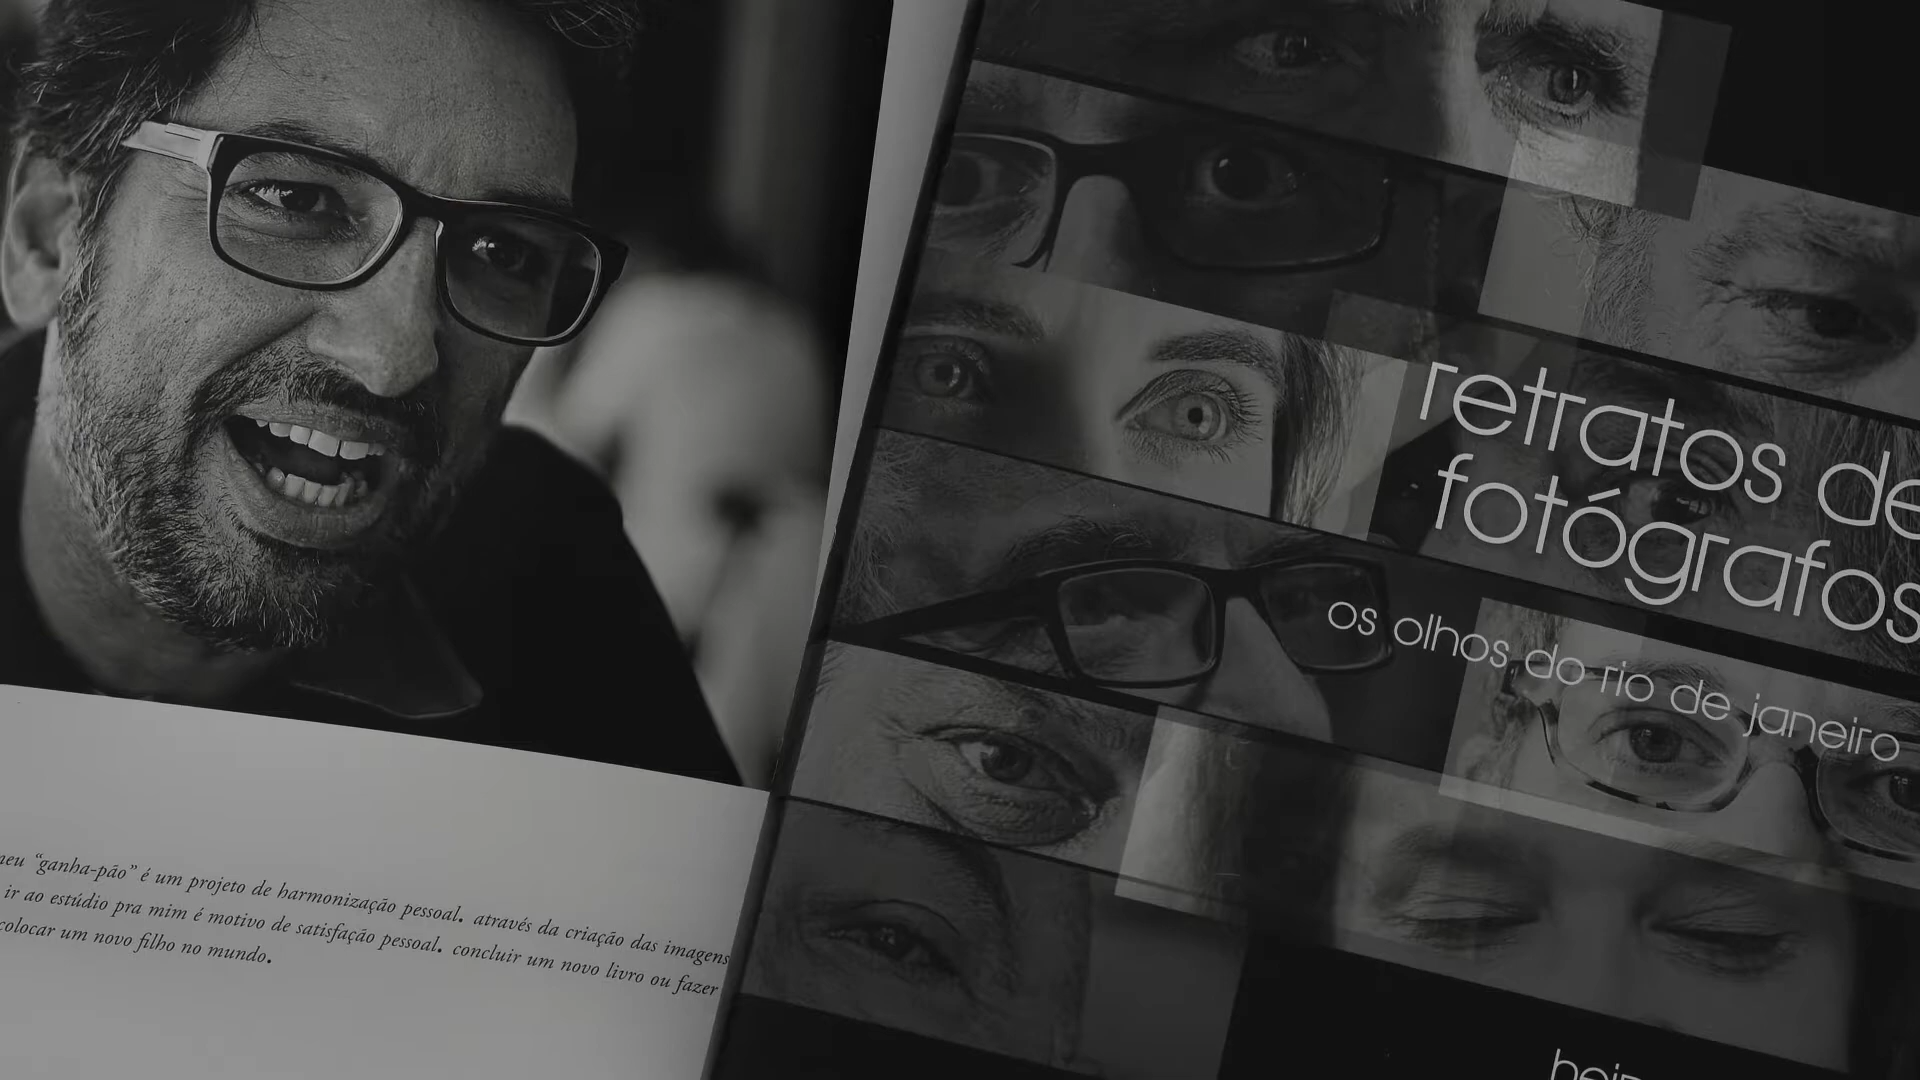 meu “ganha-pão” é um projeto de harmonização pessoal. através da criação das imagens
ir ao estúdio pra mim é motivo de satisfação pessoal. concluir um novo livro ou fazer
colocar um novo filho no mundo.
retratos de
fotógrafos
os olhos do rio de janeiro